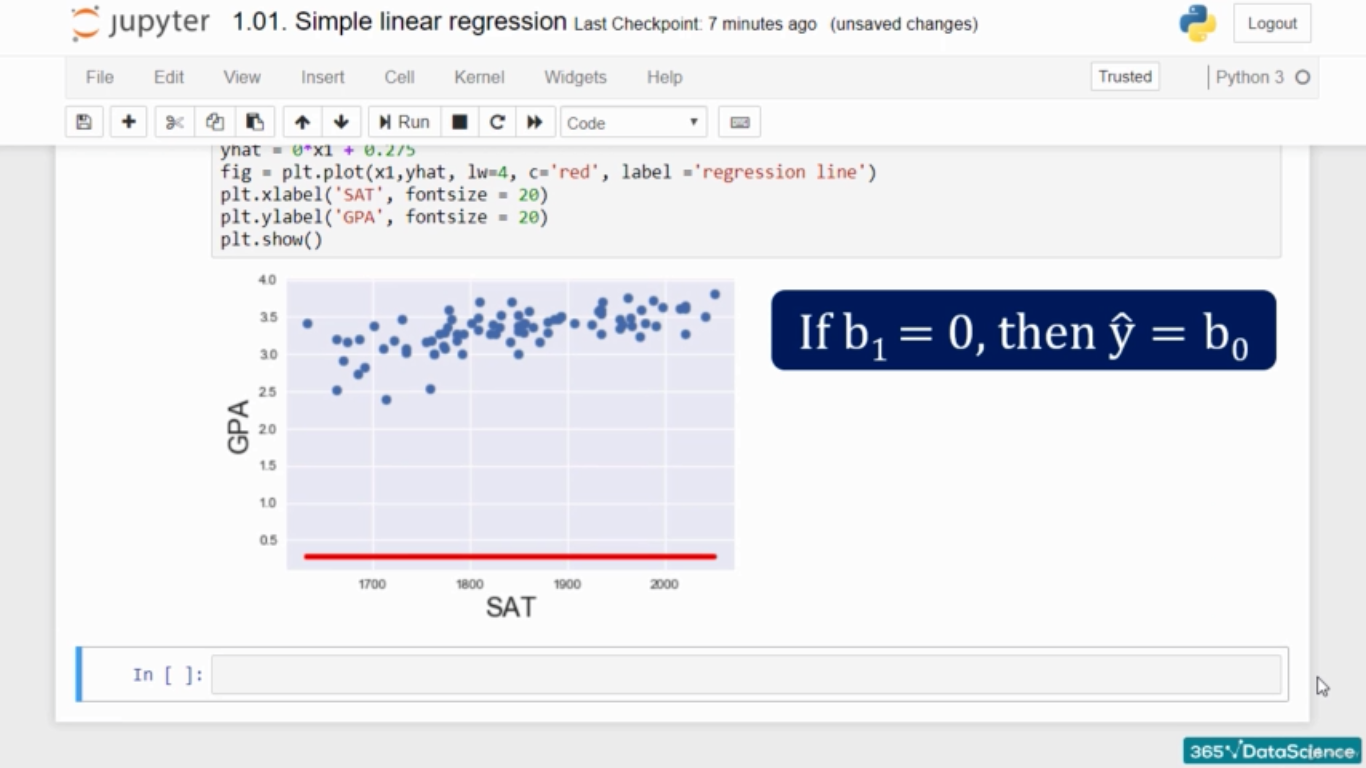 jupyter 1.01. Simple linear regression Last Checkpoint: 7 minutes ago (unsaved changes)
Logout
File Edit View Insert Cell Kernel Widgets Help
Trusted
Python 3
Run
Code
yhat = 0*x1 + 0.275
fig = plt.plot(x1,yhat, lw=4, c='red', label ='regression line')
plt.xlabel('SAT', fontsize = 20)
plt.ylabel('GPA', fontsize = 20)
plt.show()
4.0
3.5
3.0
2.5
2.0
1.5
1.0
0.5
GPA
1700 1800 1900 2000
SAT
If b₁ = 0, then ŷ = b₀
In [ ]:
365√DataScience